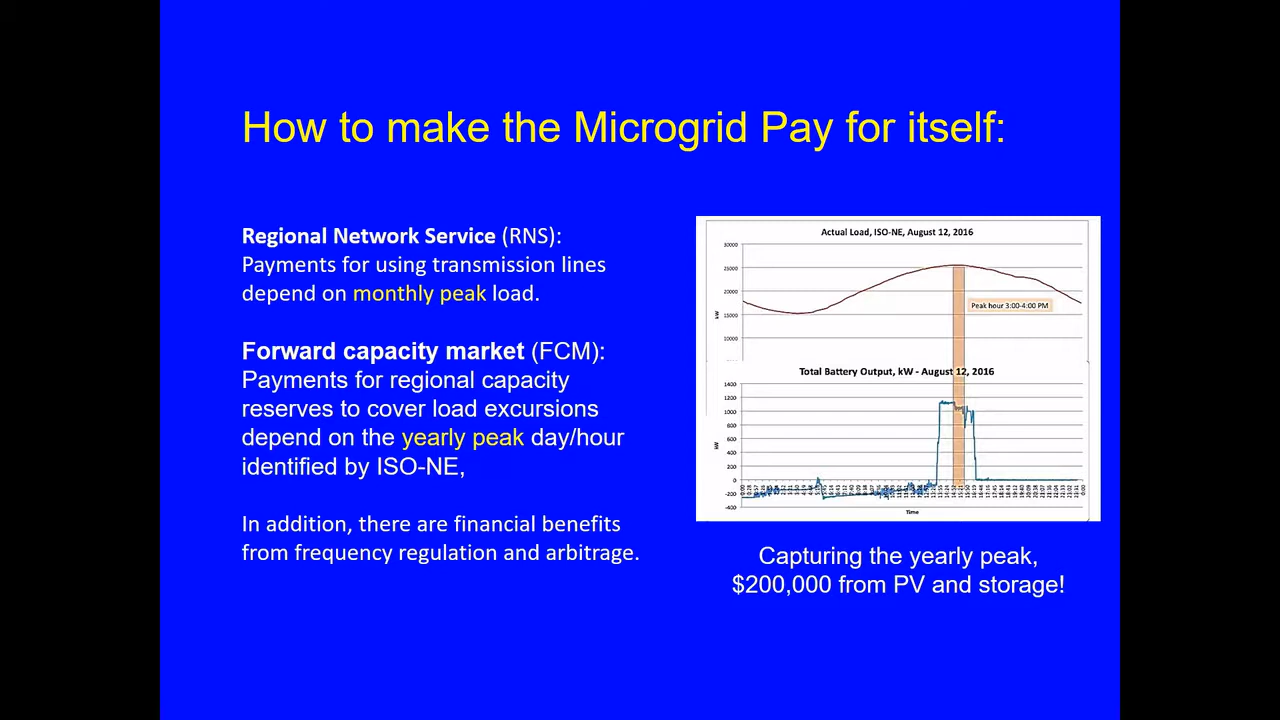 How to make the Microgrid Pay for itself:
Regional Network Service (RNS):
Payments for using transmission lines
depend on monthly peak load.
Forward capacity market (FCM):
Payments for regional capacity
reserves to cover load excursions
depend on the yearly peak day/hour
identified by ISO-NE,
In addition, there are financial benefits
from frequency regulation and arbitrage.
Actual Load, ISO-NE, August 12, 2016
30000
25000
20000
15000
10000
kW
Peak hour 3:00-4:00 PM
Total Battery Output, kW - August 12, 2016
1400
1200
1000
800
600
400
200
0
-200
-400
kW
Time
Capturing the yearly peak,
$200,000 from PV and storage!